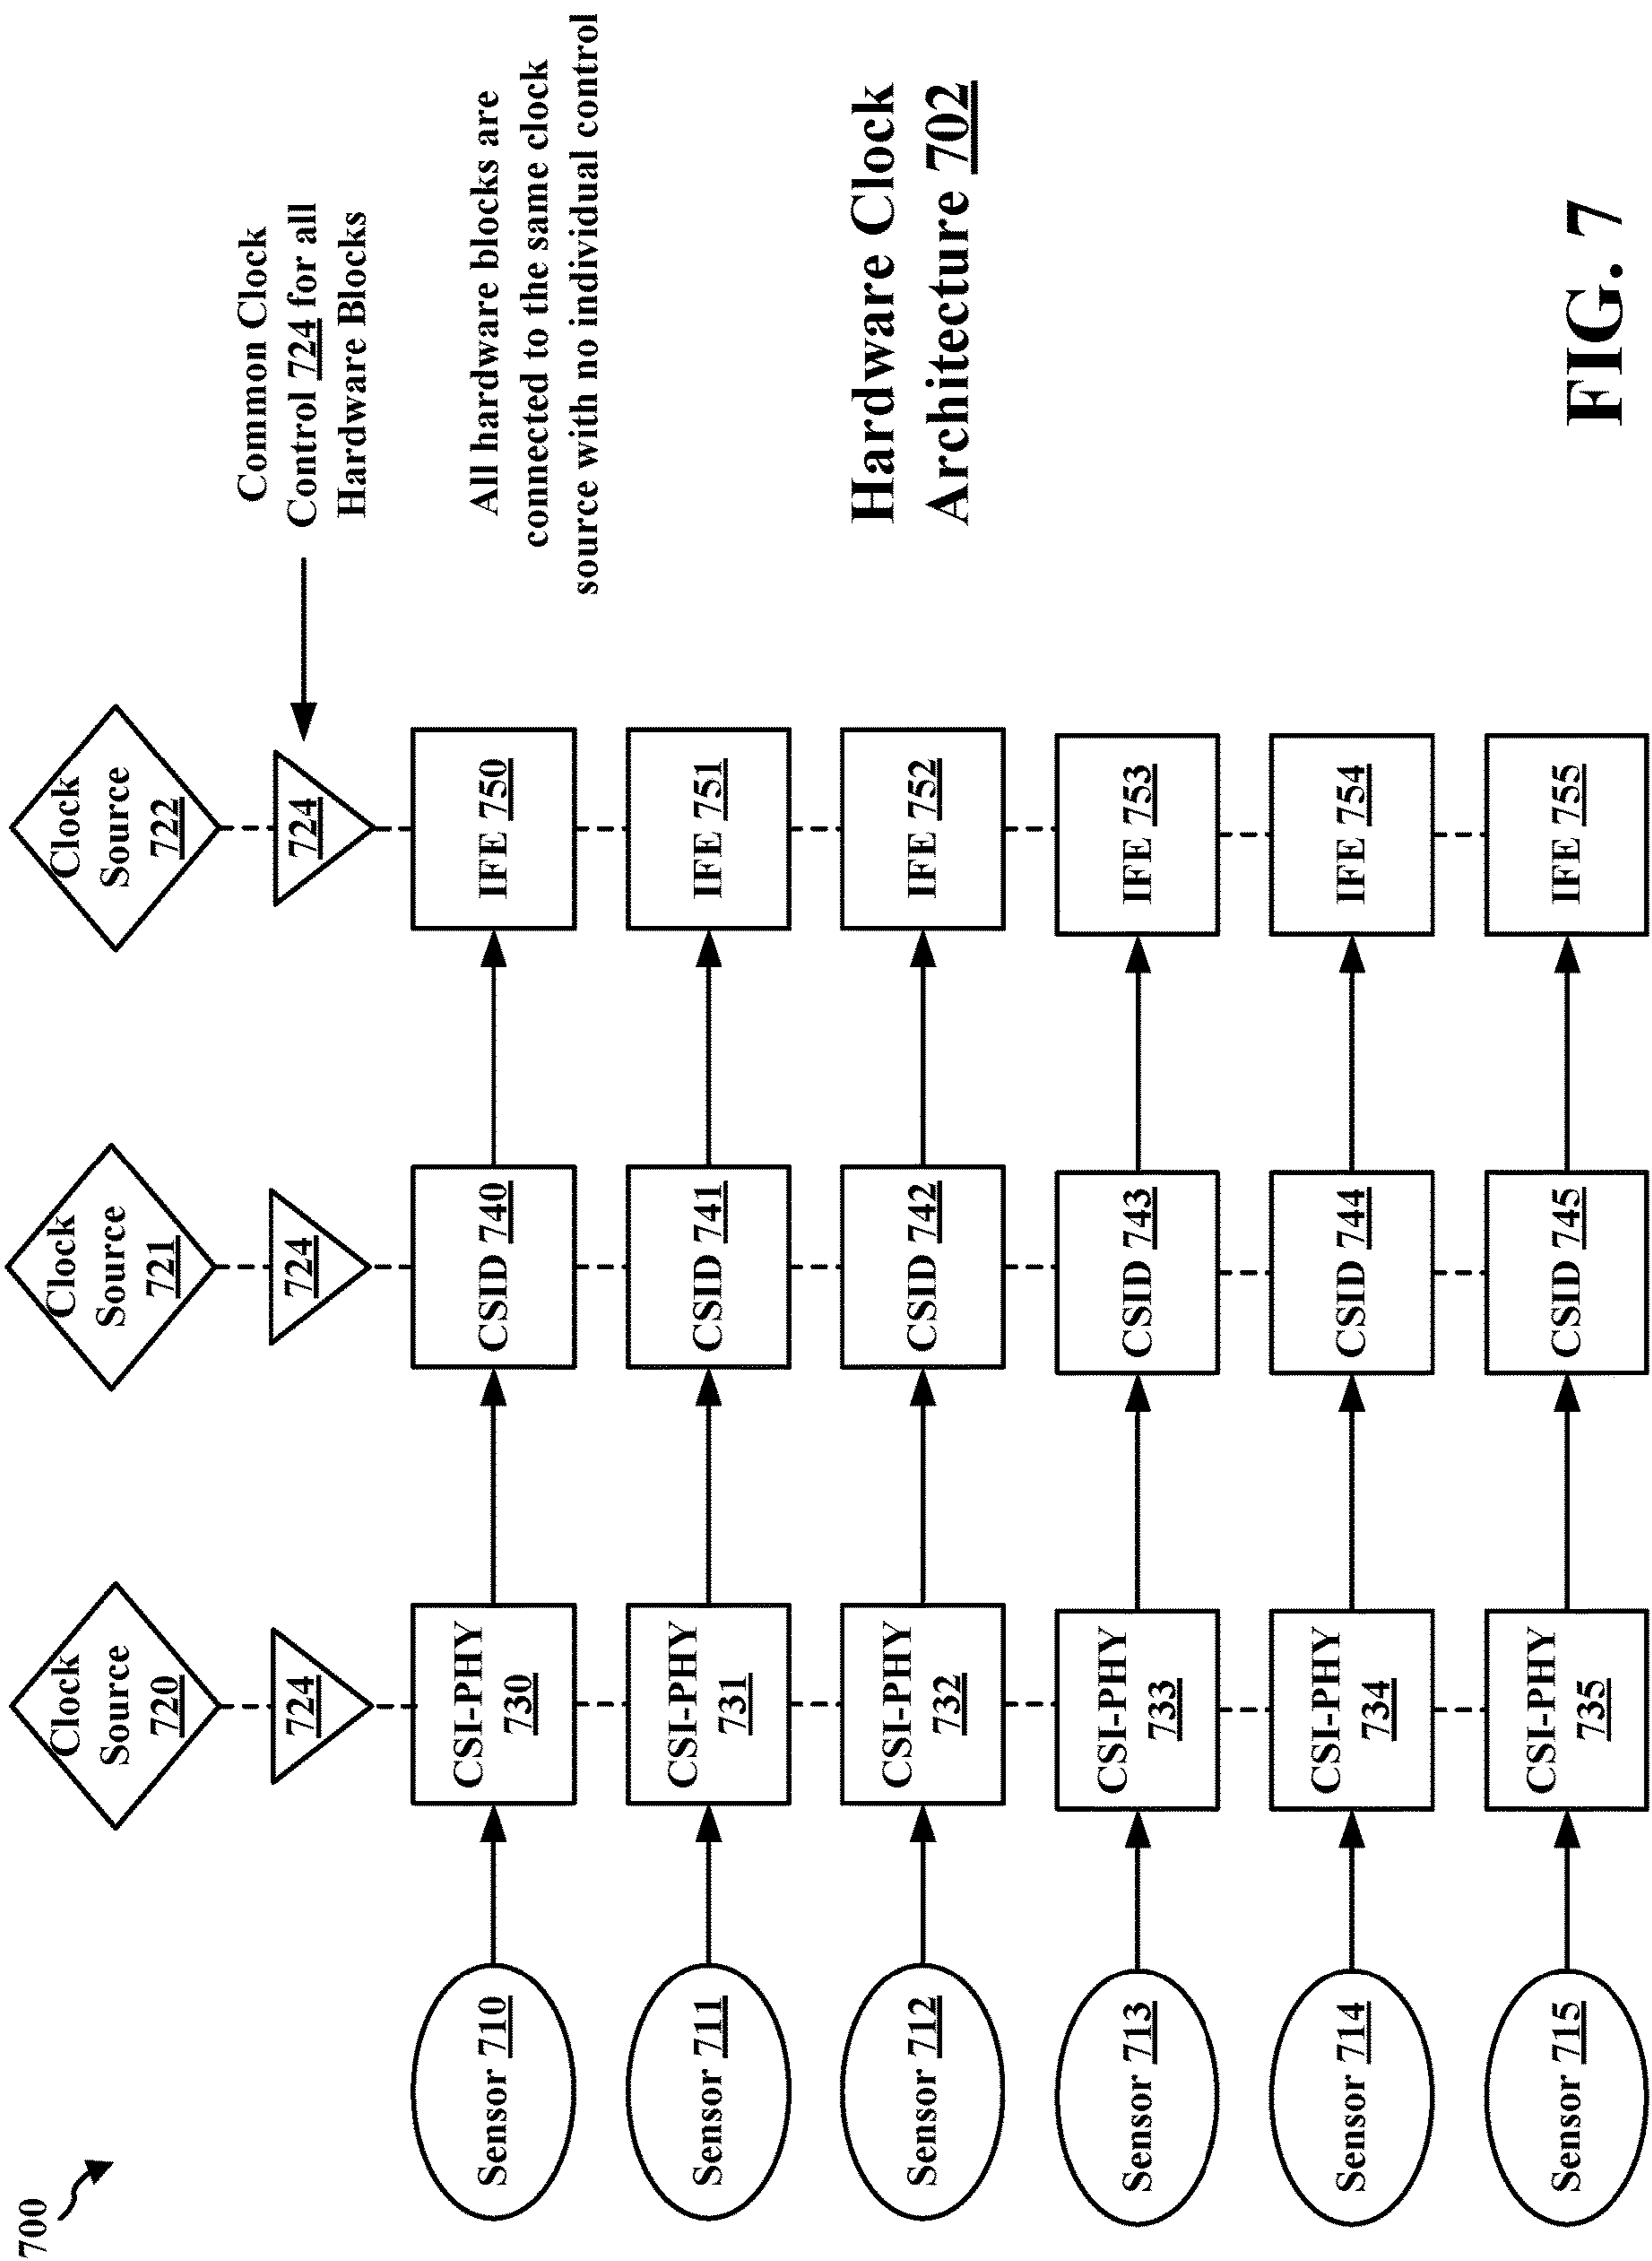 700
Clock
Source
720
Clock
Source
721
Clock
Source
722
724
724
724
Common Clock
Control 724 for all
Hardware Blocks
Sensor 710
CSI-PHY
730
CSID 740
IFE 750
All hardware blocks are
connected to the same clock
source with no individual control
Sensor 711
CSI-PHY
731
CSID 741
IFE 751
Sensor 712
CSI-PHY
732
CSID 742
IFE 752
Hardware Clock
Architecture 702
Sensor 713
CSI-PHY
733
CSID 743
IFE 753
Sensor 714
CSI-PHY
734
CSID 744
IFE 754
Sensor 715
CSI-PHY
735
CSID 745
IFE 755
FIG. 7